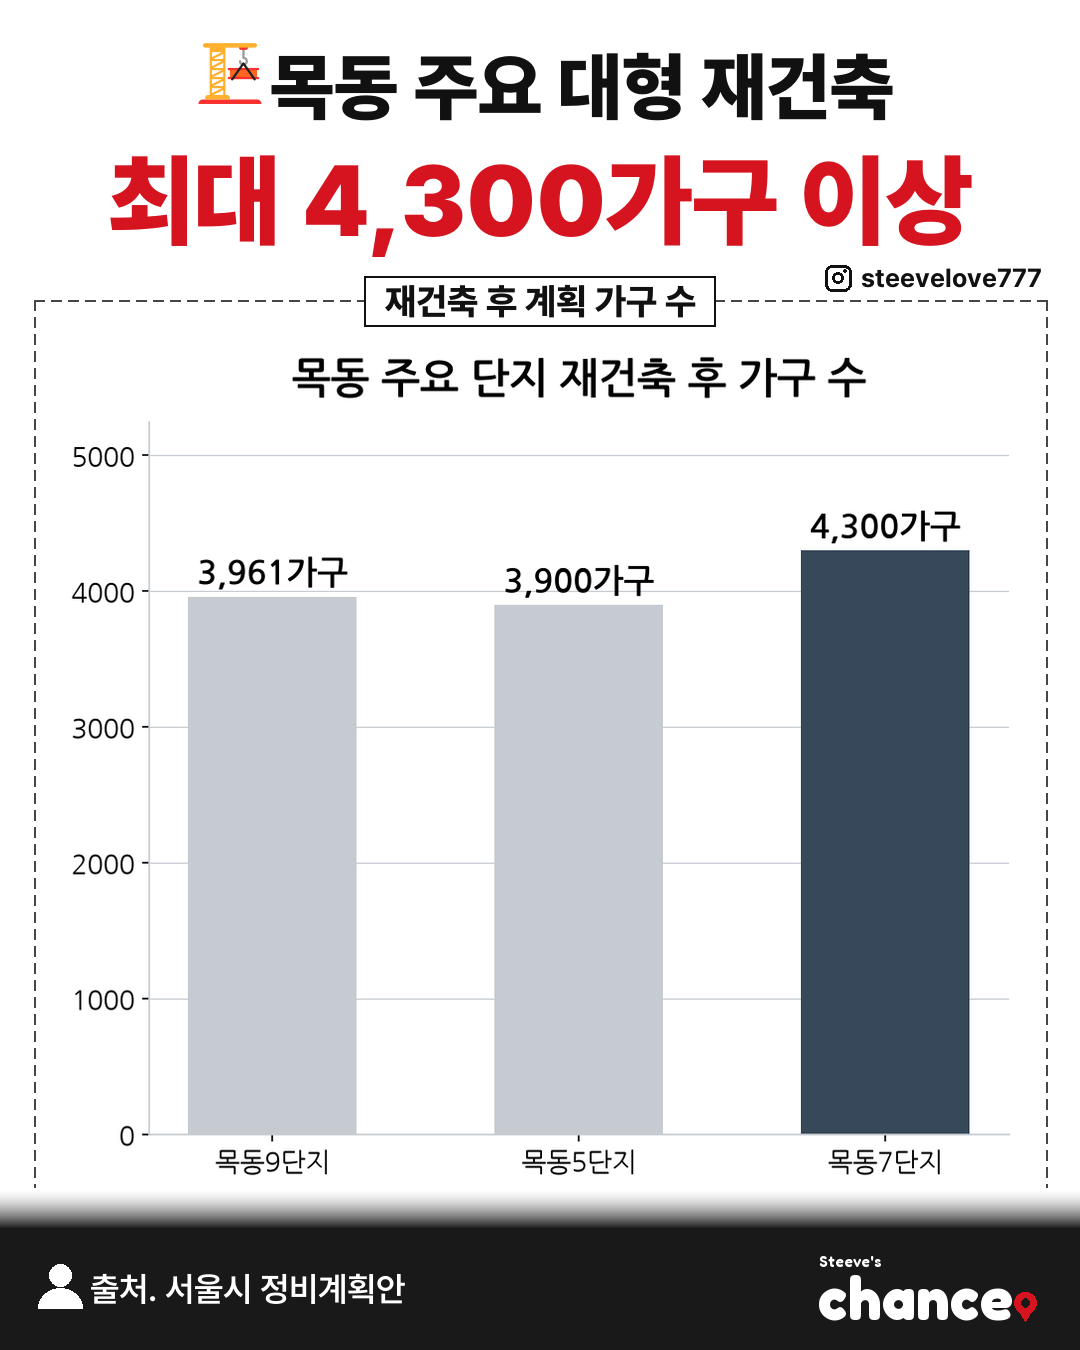 목동 주요 대형 재건축
최대 4,300가구 이상
steevelove777
재건축 후 계획 가구 수
목동 주요 단지 재건축 후 가구 수
5000
4000
3000
2000
1000
0
3,961가구
3,900가구
4,300가구
목동9단지
목동5단지
목동7단지
출처. 서울시 정비계획안
Steeve's
chance